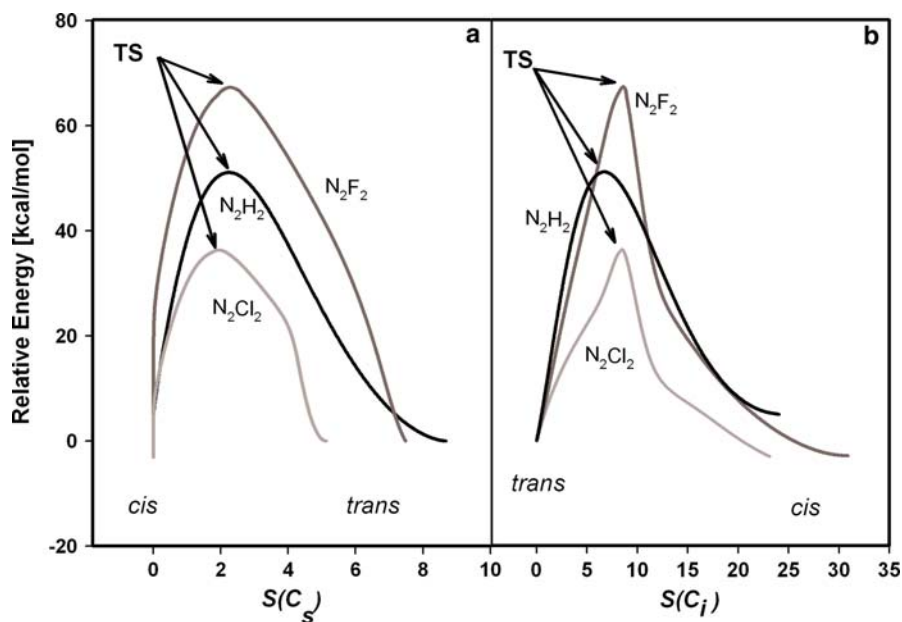 a
b
TS
TS
N₂F₂
N₂F₂
N₂H₂
N₂H₂
N₂Cl₂
N₂Cl₂
Relative Energy [kcal/mol]
80
60
40
20
0
-20
cis
trans
trans
cis
0 2 4 6 8 10
0 5 10 15 20 25 30 35
S(Cₛ)
S(Cᵢ)